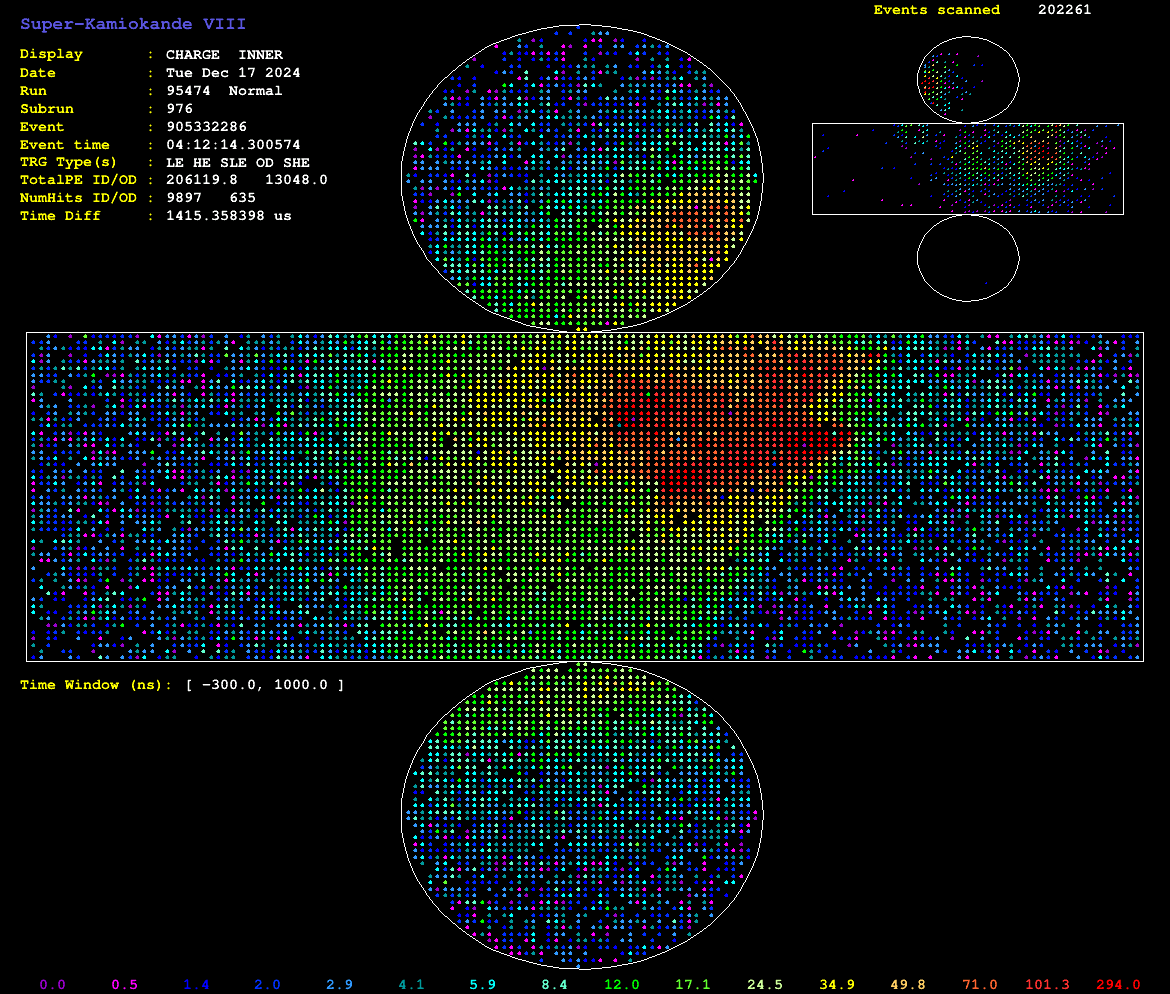 Super-Kamiokande VIII
Events scanned 202261
Display : CHARGE INNER
Date : Tue Dec 17 2024
Run : 95474 Normal
Subrun : 976
Event : 905332286
Event time : 04:12:14.300574
TRG Type(s) : LE HE SLE OD SHE
TotalPE ID/OD : 206119.8 13048.0
NumHits ID/OD : 9897 635
Time Diff : 1415.358398 us
Time Window (ns): [ −300.0, 1000.0 ]
0.0 0.5 1.4 2.0 2.9 4.1 5.9 8.4 12.0 17.1 24.5 34.9 49.8 71.0 101.3 294.0